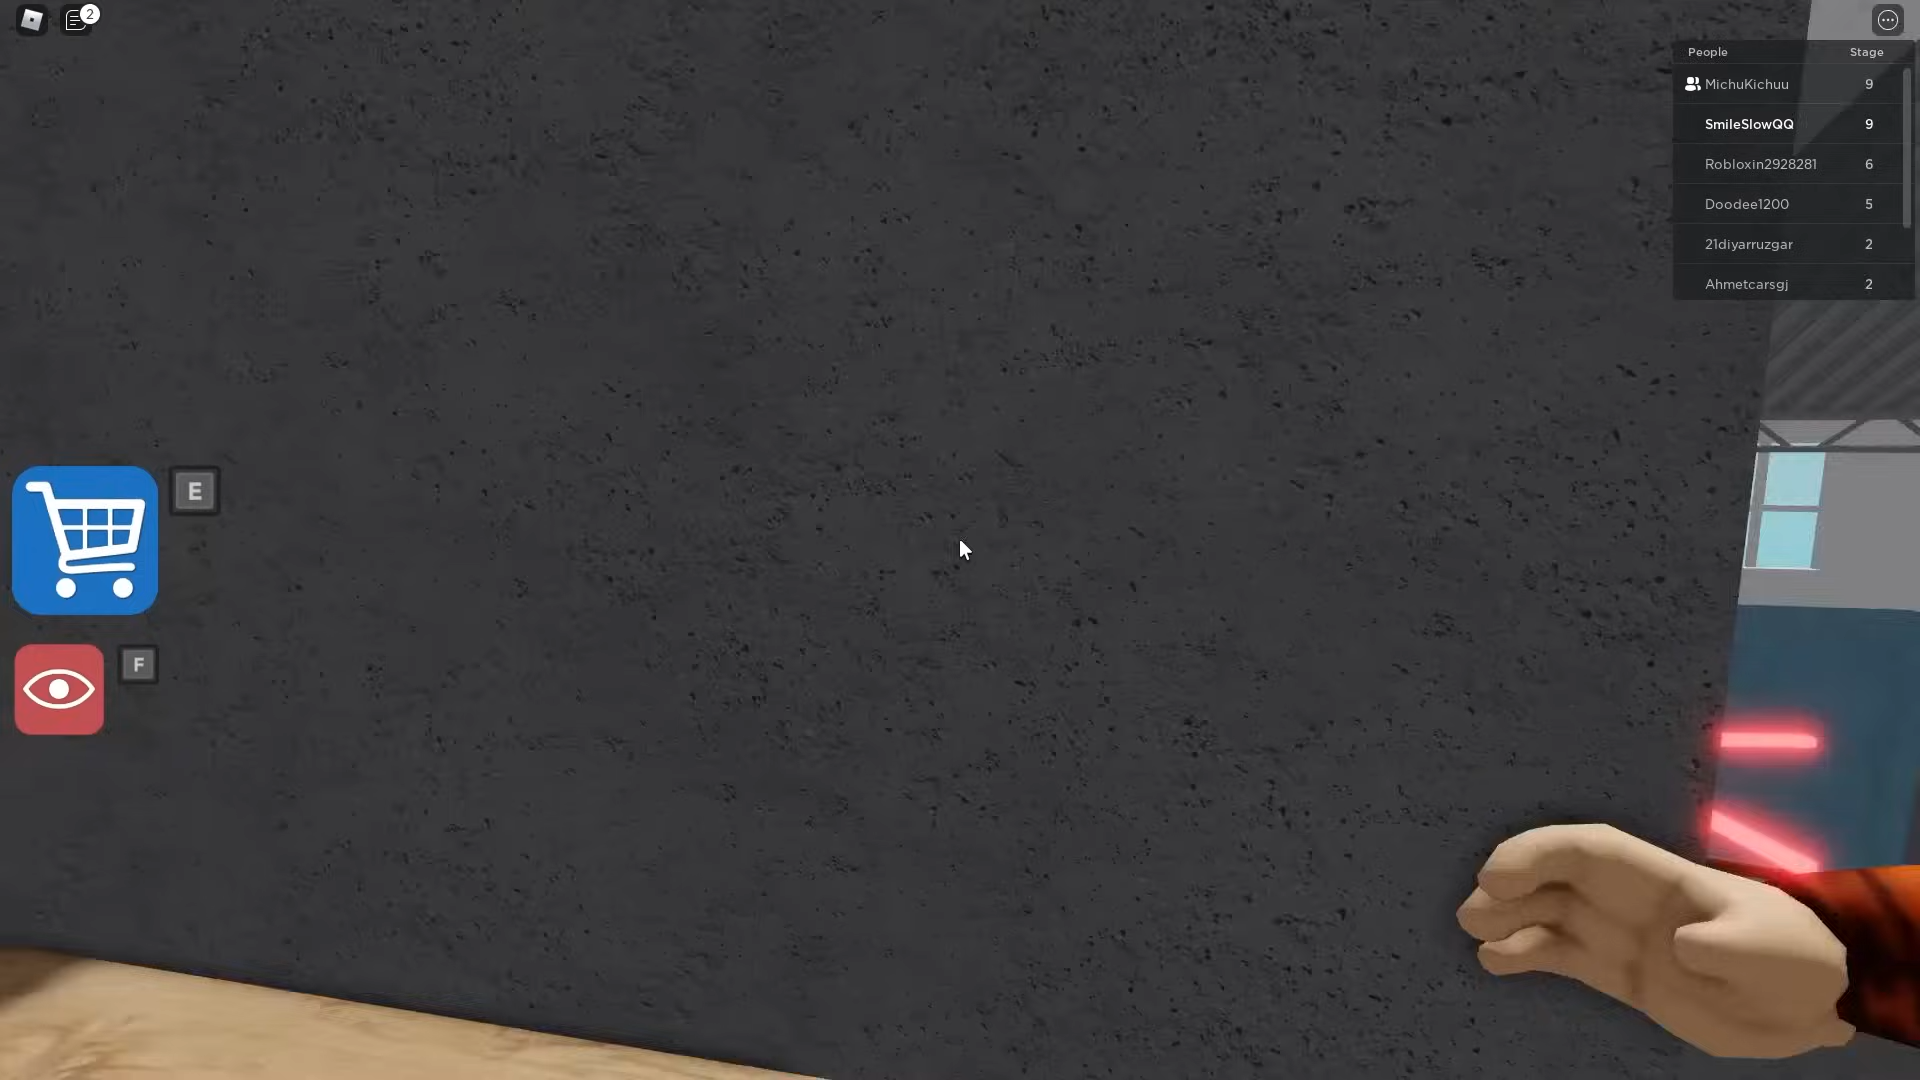 2
People Stage
MichuKichuu 9
SmileSlowQQ 9
Robloxin2928281 6
Doodee1200 5
21diyarruzgar 2
Ahmetcarsgj 2
E
F